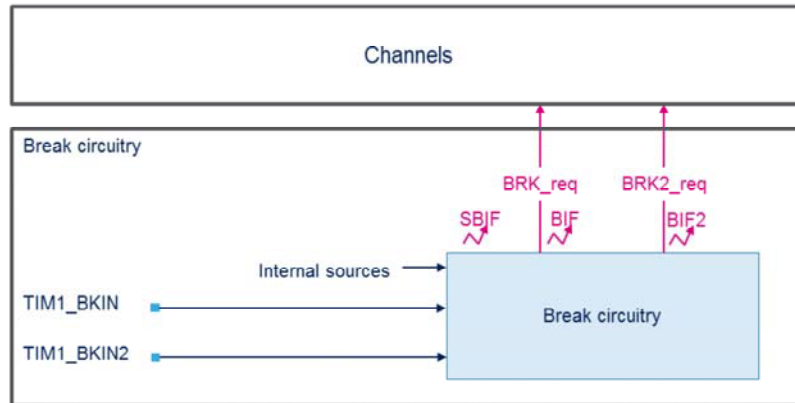 Channels
Break circuitry
BRK_req
BRK2_req
SBIF
BIF
BIF2
Internal sources
TIM1_BKIN
Break circuitry
TIM1_BKIN2